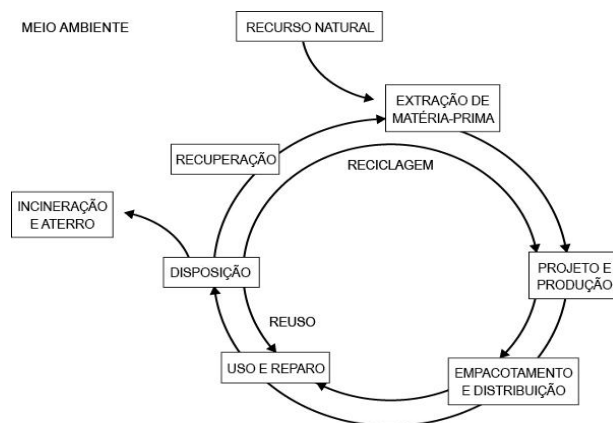 MEIO AMBIENTE
RECURSO NATURAL
EXTRAÇÃO DE
MATÉRIA-PRIMA
RECUPERAÇÃO
RECICLAGEM
INCINERAÇÃO
E ATERRO
DISPOSIÇÃO
PROJETO E
PRODUÇÃO
REUSO
USO E REPARO
EMPACOTAMENTO
E DISTRIBUIÇÃO